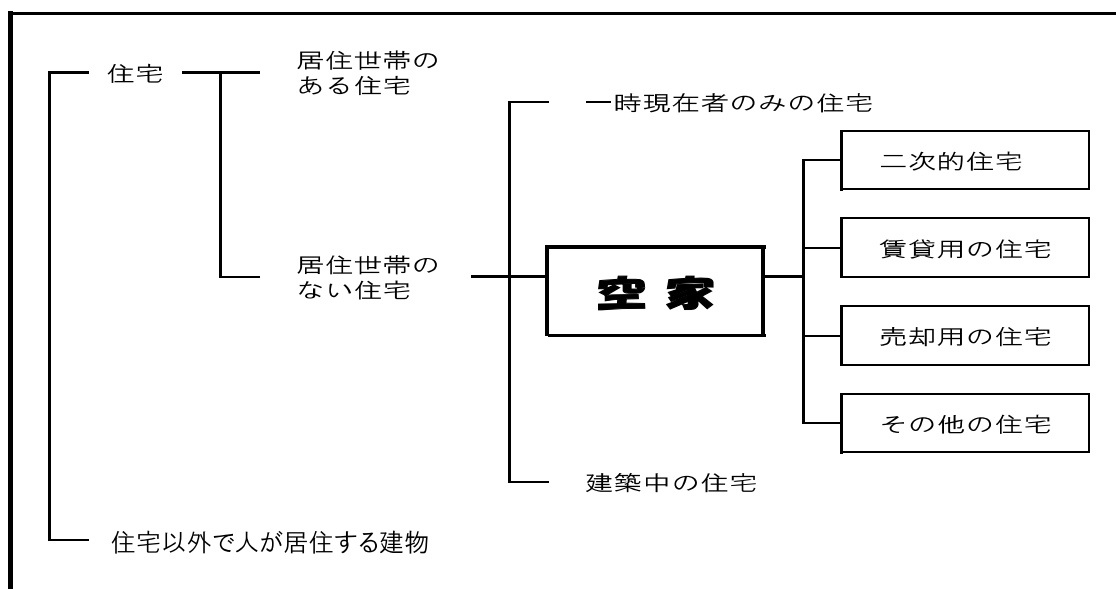 住宅
居住世帯の
ある住宅
一時現在者のみの住宅
二次的住宅
賃貸用の住宅
居住世帯の
ない住宅
空家
売却用の住宅
その他の住宅
建築中の住宅
住宅以外で人が居住する建物